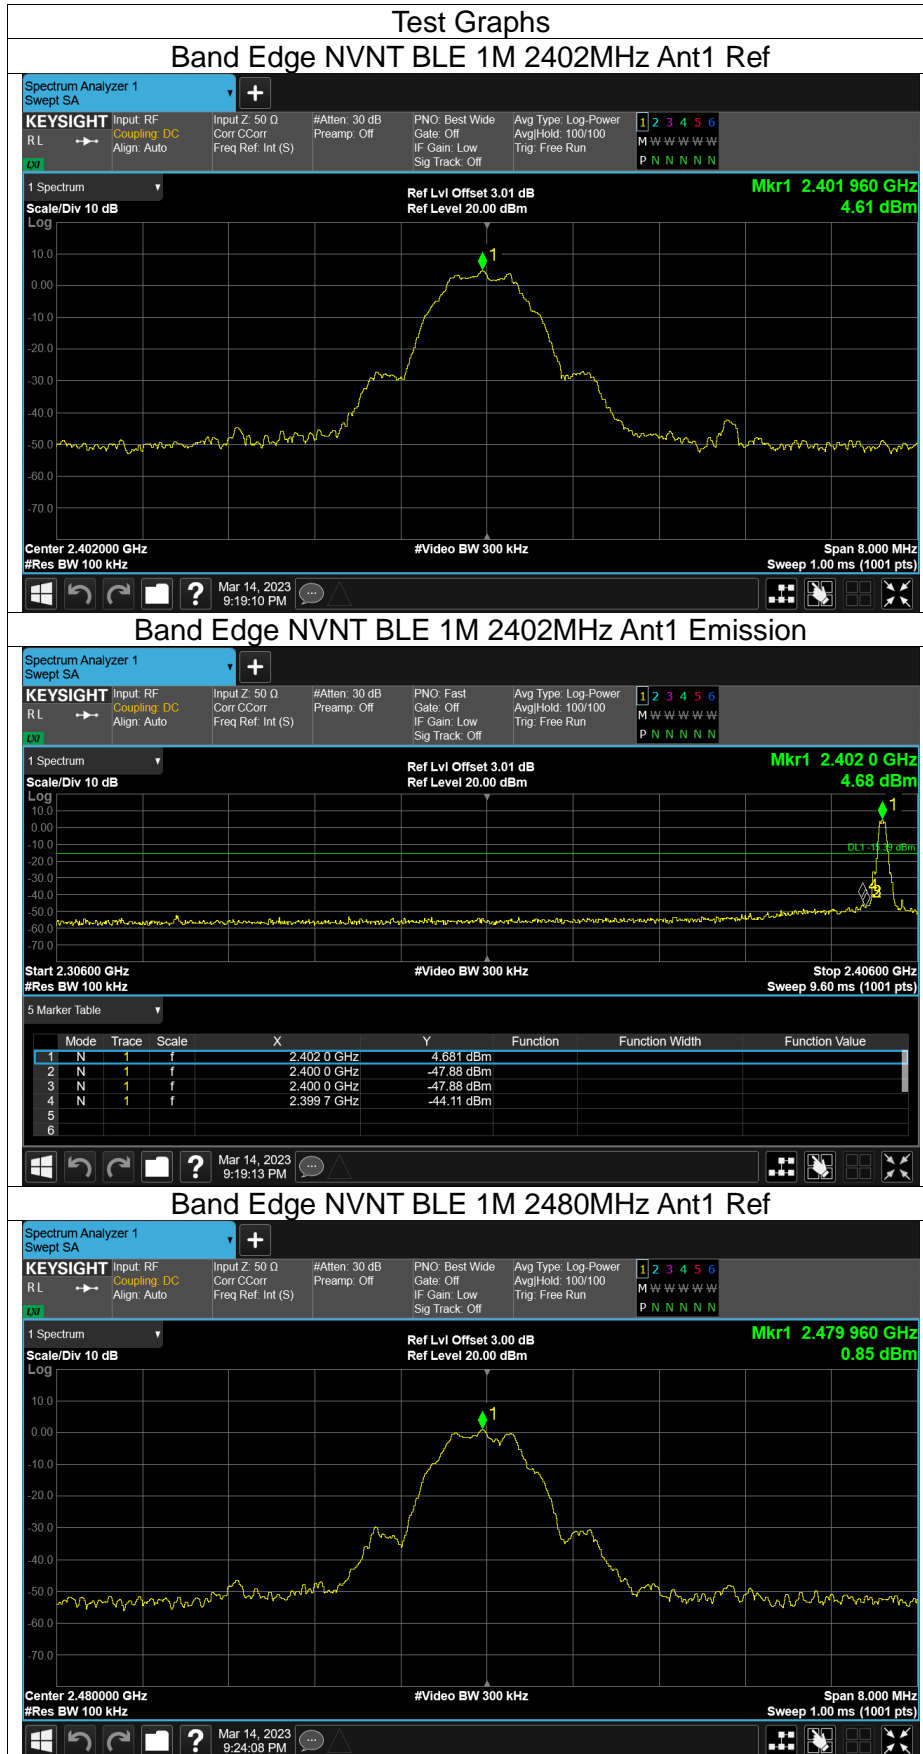 Test Graphs
Band Edge NVNT BLE 1M 2402MHz Ant1 Ref
Spectrum Analyzer 1
Swept SA
+
KEYSIGHT Input: RF Input Z: 50 Ω #Atten: 30 dB PNO: Best Wide Avg Type: Log-Power 1 2 3 4 5 6
R L Coupling: DC Corr CCorr Preamp: Off Gate: Off Avg|Hold: 100/100 M W W W W W
Align: Auto Freq Ref: Int (S) IF Gain: Low Trig: Free Run
LXI Sig Track: Off P N N N N N
1 Spectrum Ref Lvl Offset 3.01 dB Mkr1 2.401 960 GHz
Scale/Div 10 dB Ref Level 20.00 dBm 4.61 dBm
Log
1
10.0
0.00
-10.0
-20.0
-30.0
-40.0
-50.0
-60.0
-70.0
Center 2.402000 GHz #Video BW 300 kHz Span 8.000 MHz
#Res BW 100 kHz Sweep 1.00 ms (1001 pts)
? Mar 14, 2023
9:19:10 PM
Band Edge NVNT BLE 1M 2402MHz Ant1 Emission
Spectrum Analyzer 1
Swept SA
+
KEYSIGHT Input: RF Input Z: 50 Ω #Atten: 30 dB PNO: Fast Avg Type: Log-Power 1 2 3 4 5 6
R L Coupling: DC Corr CCorr Preamp: Off Gate: Off Avg|Hold: 100/100 M W W W W W
Align: Auto Freq Ref: Int (S) IF Gain: Low Trig: Free Run
LXI Sig Track: Off P N N N N N
1 Spectrum Ref Lvl Offset 3.01 dB Mkr1 2.402 0 GHz
Scale/Div 10 dB Ref Level 20.00 dBm 4.68 dBm
Log
10.0 1
0.00
-10.0 DL1 -15.39 dBm
-20.0
-30.0
-40.0
-50.0
-60.0
-70.0
Start 2.30600 GHz #Video BW 300 kHz Stop 2.40600 GHz
#Res BW 100 kHz Sweep 9.60 ms (1001 pts)
5 Marker Table
Mode Trace Scale X Y Function Function Width Function Value
1 N 1 f 2.402 0 GHz 4.681 dBm
2 N 1 f 2.400 0 GHz -47.88 dBm
3 N 1 f 2.400 0 GHz -47.88 dBm
4 N 1 f 2.399 7 GHz -44.11 dBm
5
6
? Mar 14, 2023
9:19:13 PM
Band Edge NVNT BLE 1M 2480MHz Ant1 Ref
Spectrum Analyzer 1
Swept SA
+
KEYSIGHT Input: RF Input Z: 50 Ω #Atten: 30 dB PNO: Best Wide Avg Type: Log-Power 1 2 3 4 5 6
R L Coupling: DC Corr CCorr Preamp: Off Gate: Off Avg|Hold: 100/100 M W W W W W
Align: Auto Freq Ref: Int (S) IF Gain: Low Trig: Free Run
LXI Sig Track: Off P N N N N N
1 Spectrum Ref Lvl Offset 3.00 dB Mkr1 2.479 960 GHz
Scale/Div 10 dB Ref Level 20.00 dBm 0.85 dBm
Log
10.0
1
0.00
-10.0
-20.0
-30.0
-40.0
-50.0
-60.0
-70.0
Center 2.480000 GHz #Video BW 300 kHz Span 8.000 MHz
#Res BW 100 kHz Sweep 1.00 ms (1001 pts)
? Mar 14, 2023
9:24:08 PM